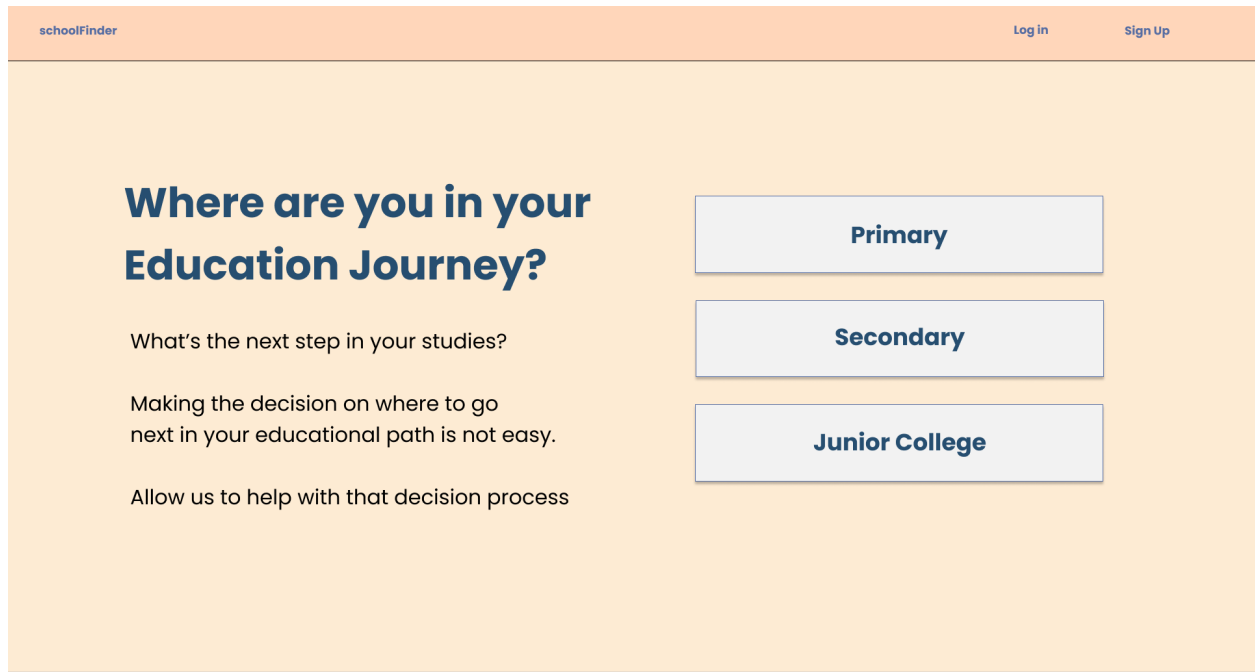 schoolFinder
Log in
Sign Up
Where are you in your
Education Journey?
What’s the next step in your studies?
Making the decision on where to go
next in your educational path is not easy.
Allow us to help with that decision process
Primary
Secondary
Junior College